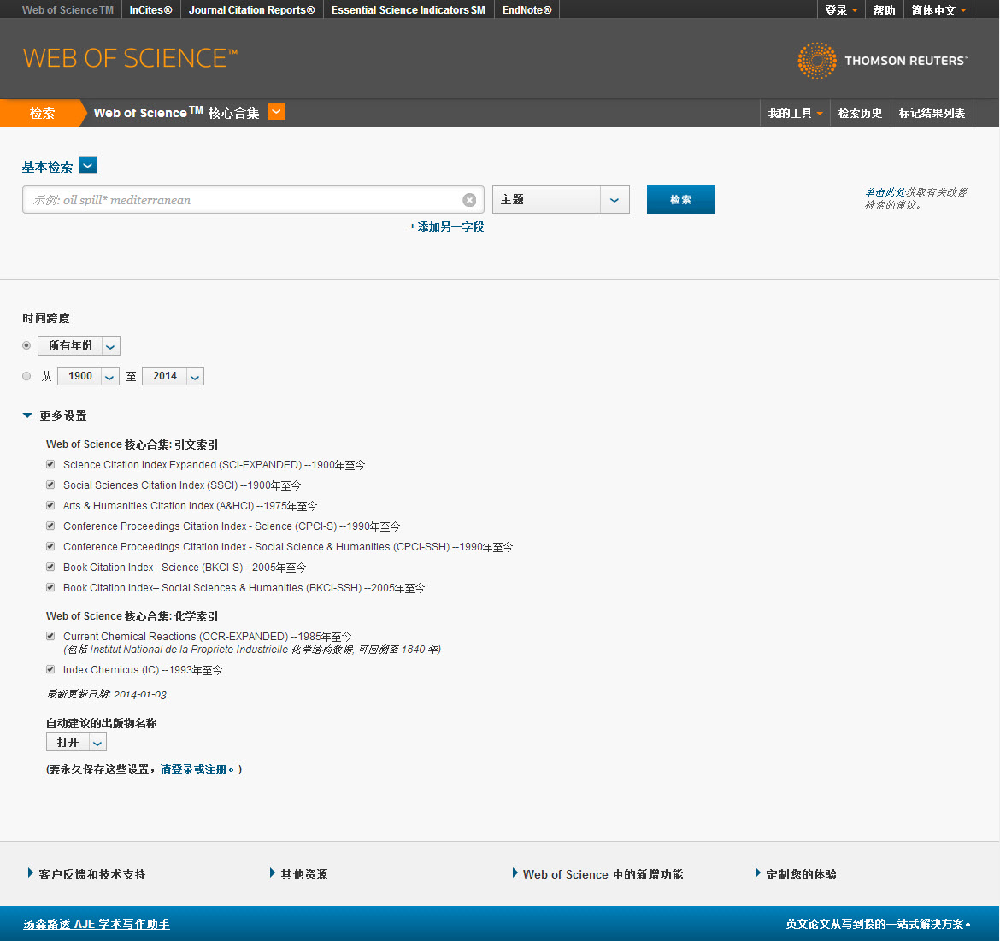 Web of Science™ InCites® Journal Citation Reports® Essential Science Indicators SM EndNote® 登录 帮助 简体中文
WEB OF SCIENCE™
THOMSON REUTERS™
检索 Web of Science™ 核心合集 我的工具 检索历史 标记结果列表
基本检索
示例: oil spill* mediterranean 主题 检索
单击此处获取有关改善
检索的建议。
+ 添加另一字段
时间跨度
所有年份
从 1900 至 2014
更多设置
Web of Science 核心合集: 引文索引
Science Citation Index Expanded (SCI-EXPANDED) --1900年至今
Social Sciences Citation Index (SSCI) --1900年至今
Arts & Humanities Citation Index (A&HCI) --1975年至今
Conference Proceedings Citation Index - Science (CPCI-S) --1990年至今
Conference Proceedings Citation Index - Social Science & Humanities (CPCI-SSH) --1990年至今
Book Citation Index– Science (BKCI-S) --2005年至今
Book Citation Index– Social Sciences & Humanities (BKCI-SSH) --2005年至今
Web of Science 核心合集: 化学索引
Current Chemical Reactions (CCR-EXPANDED) --1985年至今
(包括 Institut National de la Propriete Industrielle 化学结构数据, 可回溯至 1840 年)
Index Chemicus (IC) --1993年至今
最新更新日期: 2014-01-03
自动建议的出版物名称
打开
(要永久保存这些设置，请登录或注册。)
客户反馈和技术支持 其他资源 Web of Science 中的新增功能 定制您的体验
汤森路透-AJE 学术写作助手 英文论文从写到投的一站式解决方案。